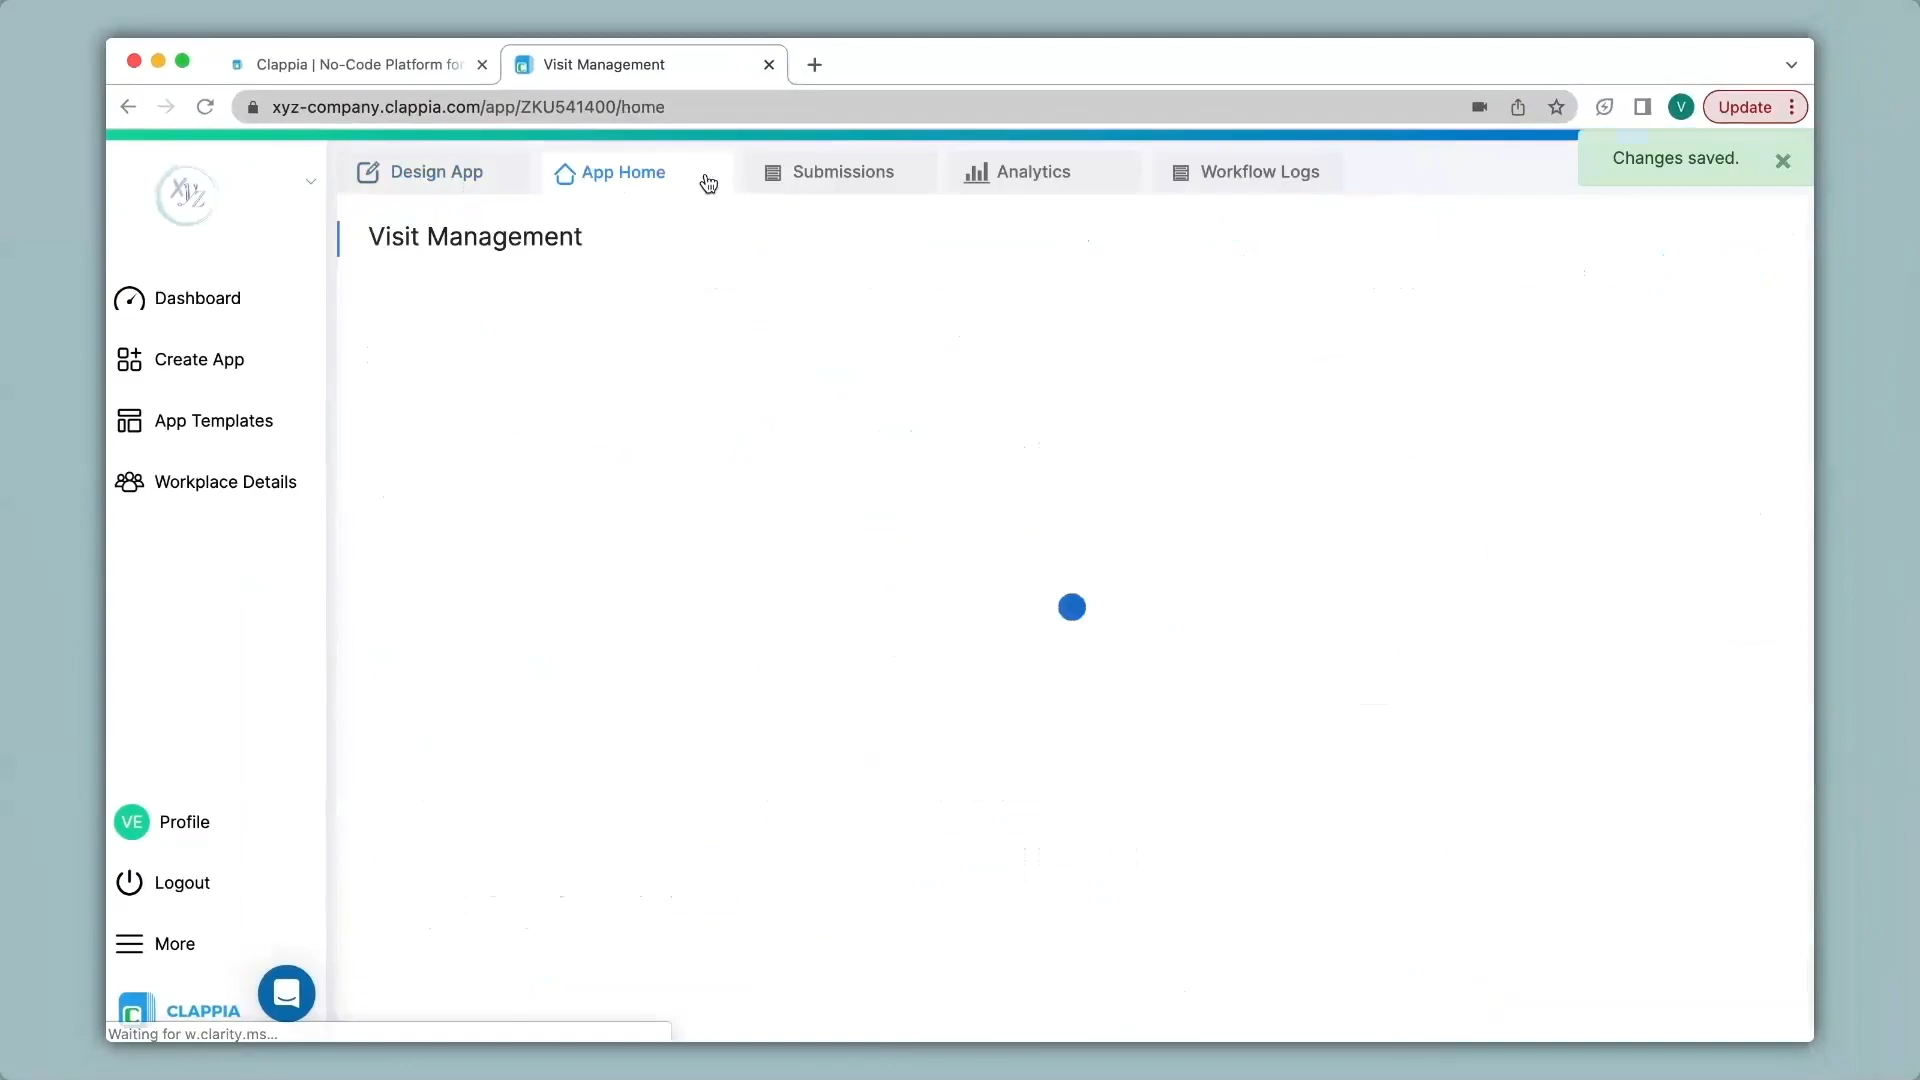 Clappia | No-Code Platform for
Visit Management
xyz-company.clappia.com/app/ZKU541400/home
V
Update
Design App
App Home
Submissions
Analytics
Workflow Logs
Changes saved.
xyz
Visit Management
Dashboard
Create App
App Templates
Workplace Details
VE
Profile
Logout
More
C
CLAPPIA
Waiting for w.clarity.ms...